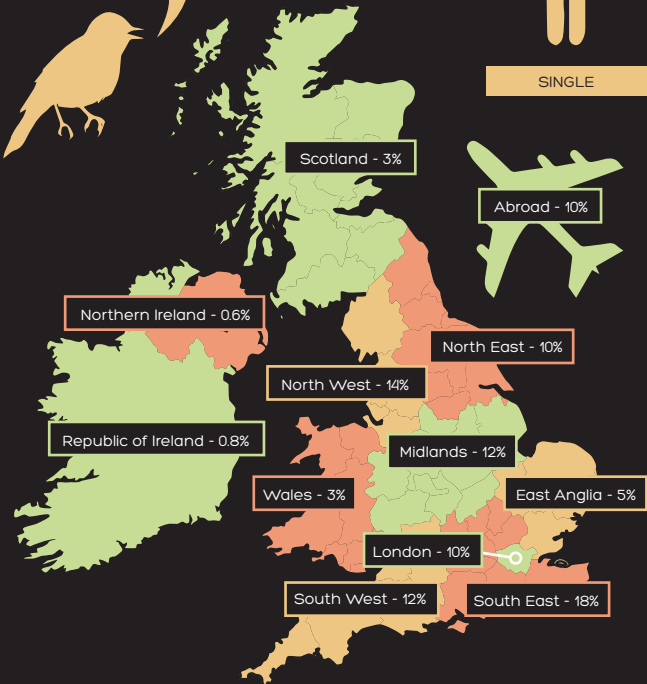 SINGLE
Scotland - 3%
Abroad - 10%
Northern Ireland - 0.6%
North East - 10%
North West - 14%
Republic of Ireland - 0.8%
Midlands - 12%
Wales - 3%
East Anglia - 5%
London - 10%
South West - 12%
South East - 18%